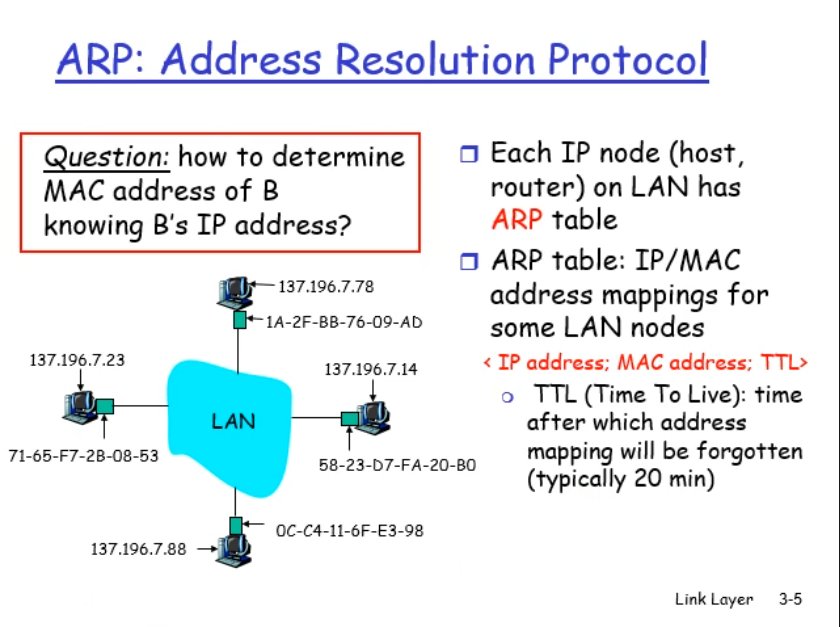 ARP: Address Resolution Protocol
Question: how to determine
MAC address of B
knowing B's IP address?
137.196.7.78
1A-2F-BB-76-09-AD
137.196.7.23
137.196.7.14
LAN
71-65-F7-2B-08-53
58-23-D7-FA-20-B0
0C-C4-11-6F-E3-98
137.196.7.88
Each IP node (host,
router) on LAN has
ARP table
ARP table: IP/MAC
address mappings for
some LAN nodes
< IP address; MAC address; TTL>
TTL (Time To Live): time
after which address
mapping will be forgotten
(typically 20 min)
Link Layer 3-5